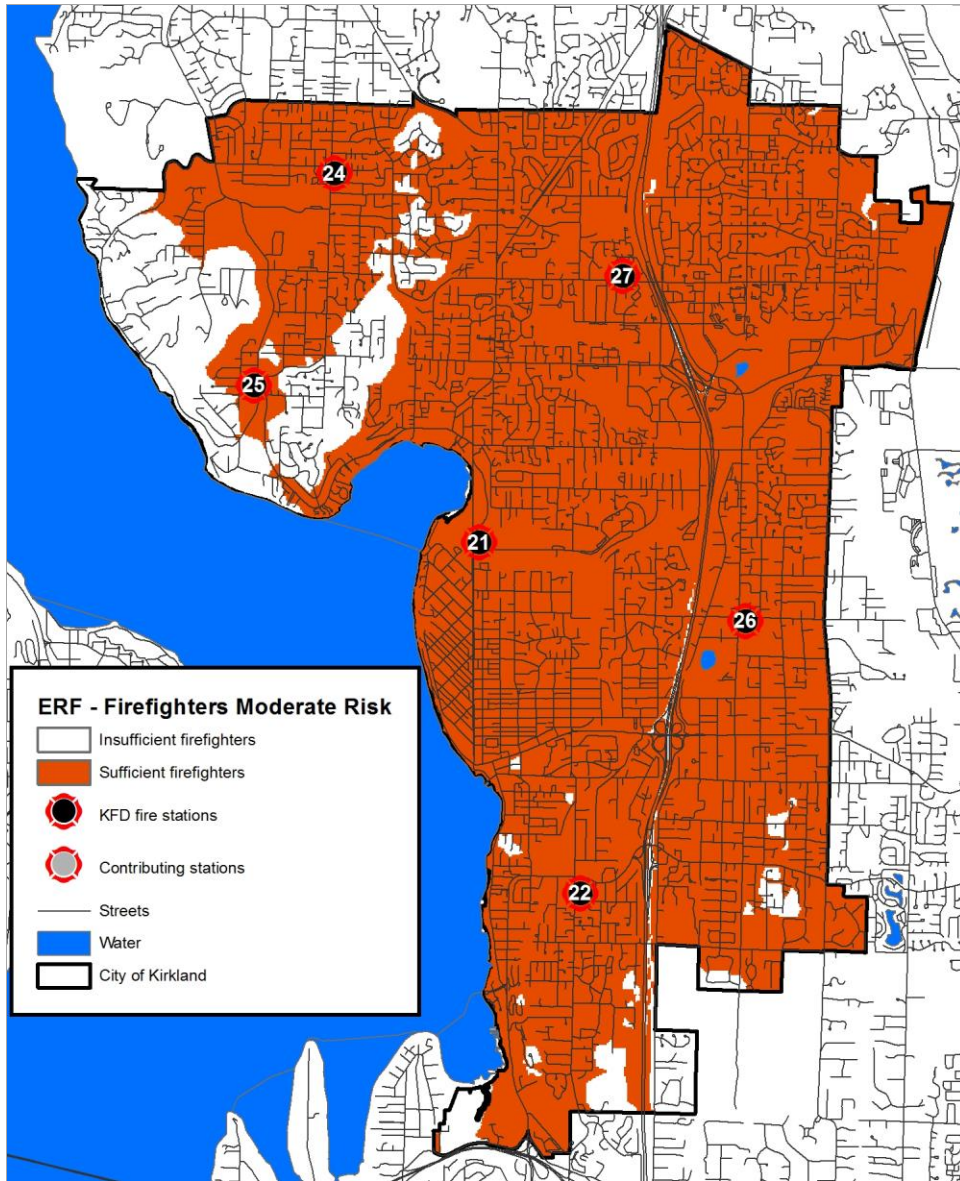 24
27
25
21
26
22
ERF - Firefighters Moderate Risk
Insufficient firefighters
Sufficient firefighters
KFD fire stations
Contributing stations
Streets
Water
City of Kirkland